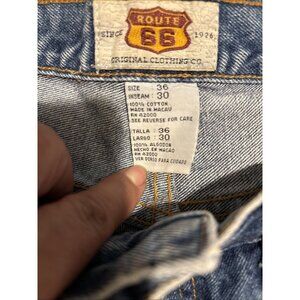 ROUTE
SINCE 66 1926
ORIGINAL CLOTHING CO.
SIZE : 36
INSEAM : 30
100% COTTON
MADE IN MACAU
RN 62000
SEE REVERSE FOR CARE
TALLA : 36
LARGO : 30
100% ALGODON
HECHO EN MACAO
RN 62000
VER DORSO PARA CUIDADO